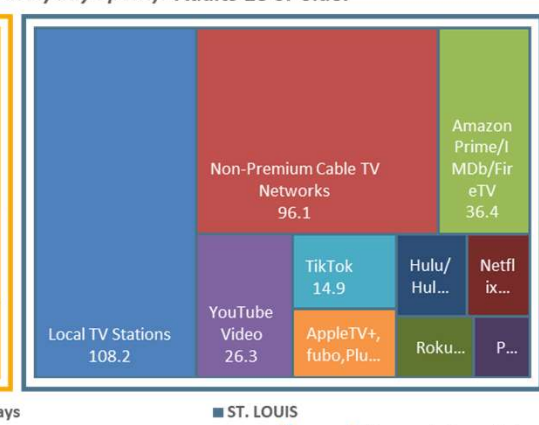 Adults 18 or older
Local TV Stations
108.2
Non-Premium Cable TV
Networks
96.1
Amazon
Prime/I
MDb/Fir
eTV
36.4
YouTube
Video
26.3
TikTok
14.9
AppleTV+,
fubo,Plu...
Hulu/
Hul...
Netfl
ix...
Roku...
P...
ays
ST. LOUIS